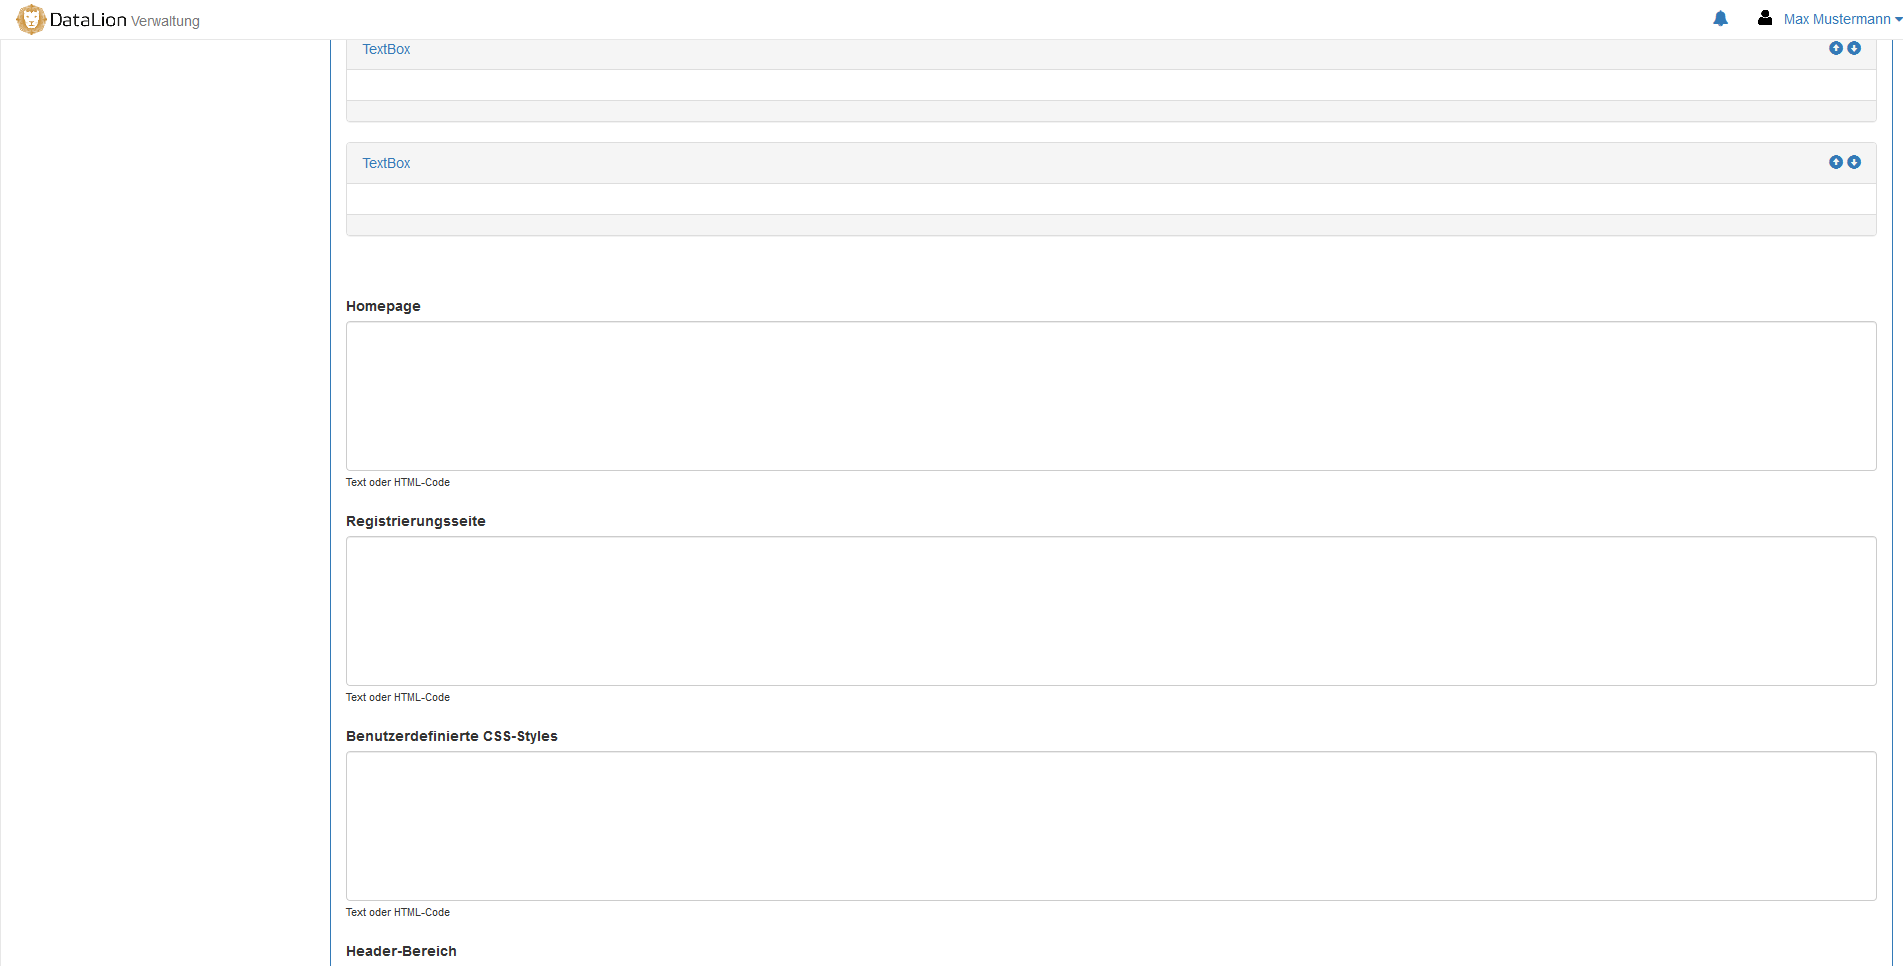 DataLion Verwaltung
Max Mustermann
TextBox
TextBox
Homepage
Text oder HTML-Code
Registrierungsseite
Text oder HTML-Code
Benutzerdefinierte CSS-Styles
Text oder HTML-Code
Header-Bereich